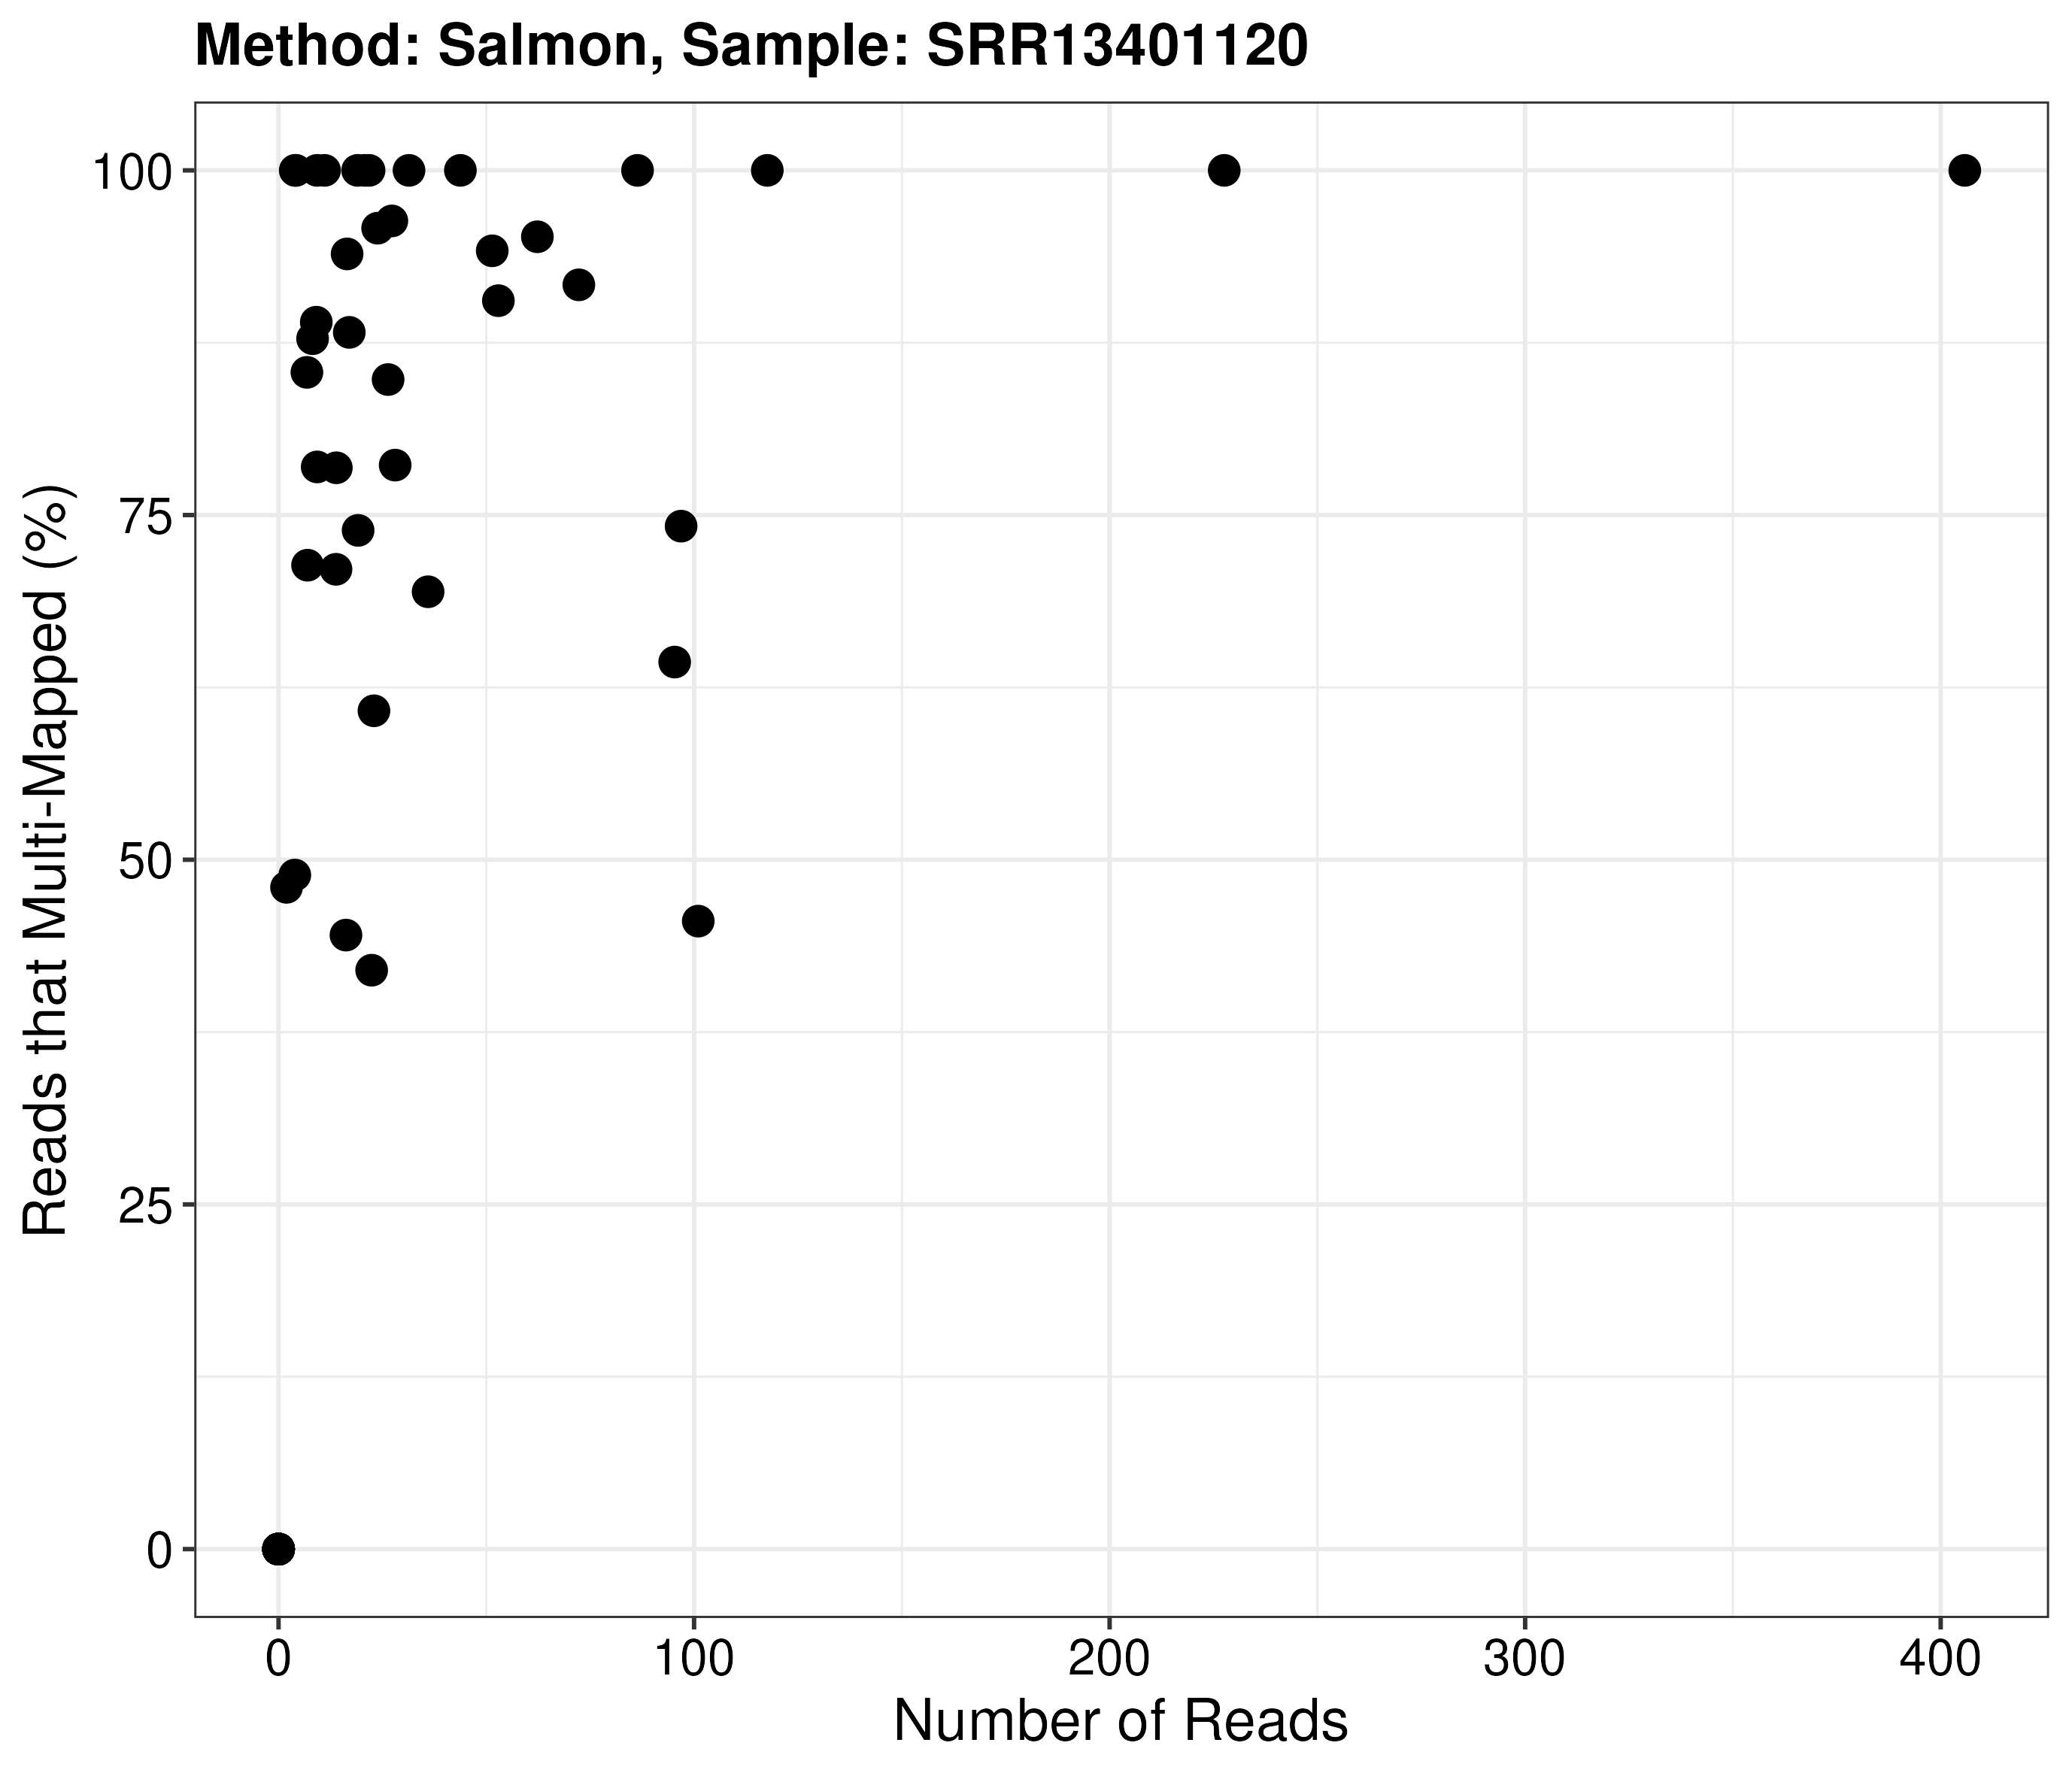 Method: Salmon, Sample: SRR13401120
Reads that Multi-Mapped (%)
100
75
50
25
0
0 100 200 300 400
Number of Reads